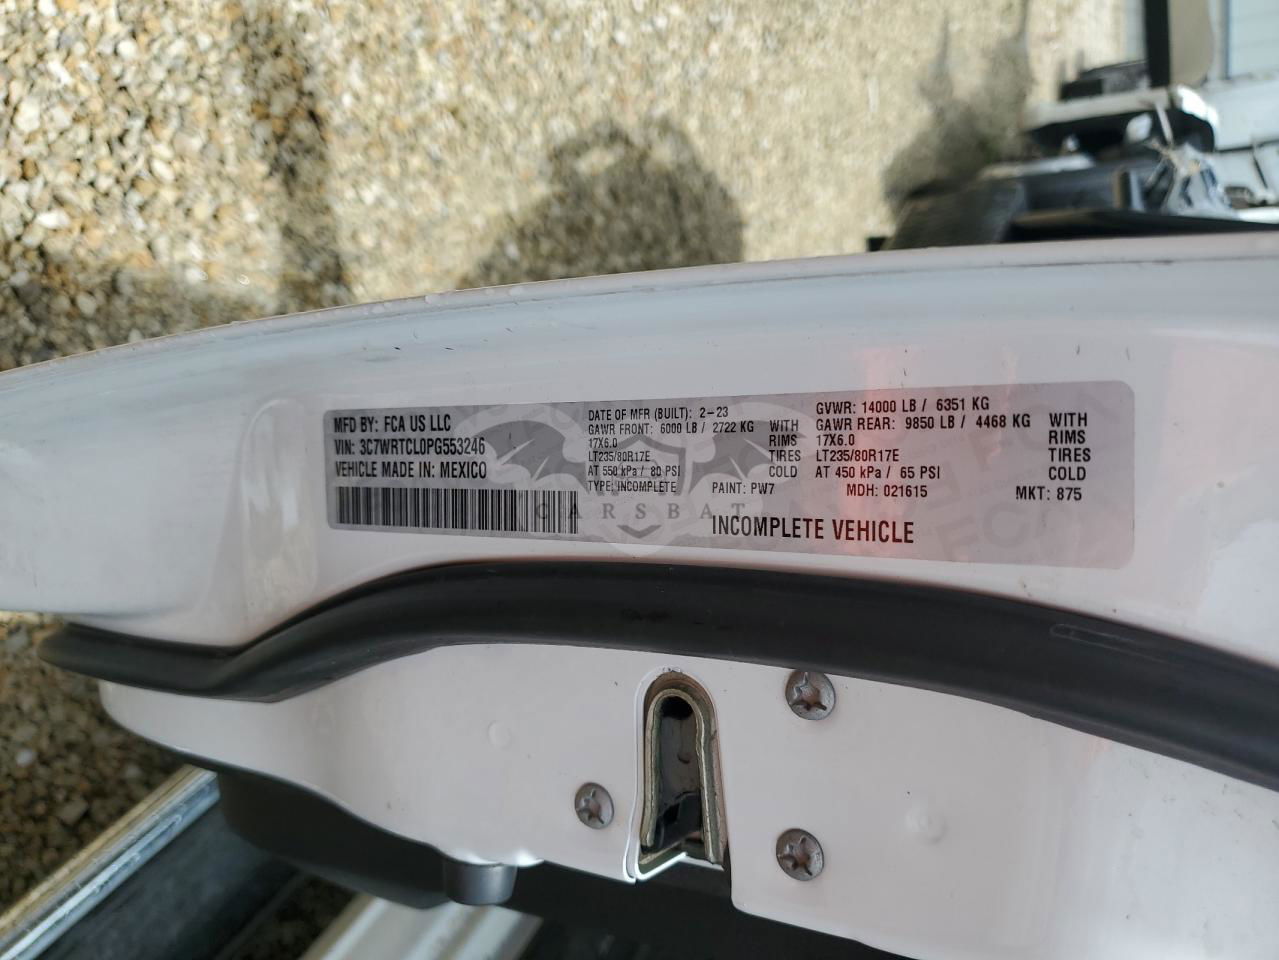 MFD BY: FCA US LLC
VIN: 3C7WRTCL0PG553246
VEHICLE MADE IN: MEXICO
DATE OF MFR (BUILT): 2-23
GAWR FRONT: 6000 LB / 2722 KG WITH
17X6.0 RIMS
LT235/80R17E TIRES
AT 550 kPa / 80 PSI COLD
TYPE: INCOMPLETE PAINT: PW7
GVWR: 14000 LB / 6351 KG
GAWR REAR: 9850 LB / 4468 KG WITH
17X6.0 RIMS
LT235/80R17E TIRES
AT 450 kPa / 65 PSI COLD
MDH: 021615 MKT: 875
INCOMPLETE VEHICLE
CARSBAT